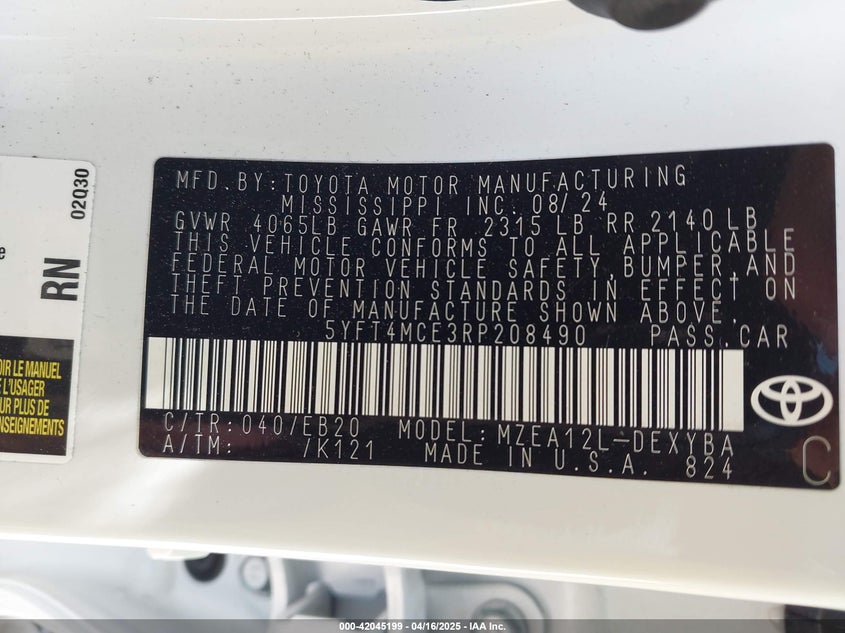 MFD. BY: TOYOTA MOTOR MANUFACTURING
MISSISSIPPI INC. 08/24
GVWR 4065LB GAWR FR 2315 LB RR 2140 LB
THIS VEHICLE CONFORMS TO ALL APPLICABLE
FEDERAL MOTOR VEHICLE SAFETY, BUMPER, AND
THEFT PREVENTION STANDARDS IN EFFECT ON
THE DATE OF MANUFACTURE SHOWN ABOVE.
5YFT4MCE3RP208490 PASS. CAR
C/TR: 040/EB20 MODEL: MZEA12L-DEXYBA
A/TM: /K121 MADE IN U.S.A. 824
C
RN
02Q30
e
OIR LE MANUEL
L'USAGER
UR PLUS DE
NSEIGNEMENTS
000-42045199 - 04/16/2025 - IAA Inc.